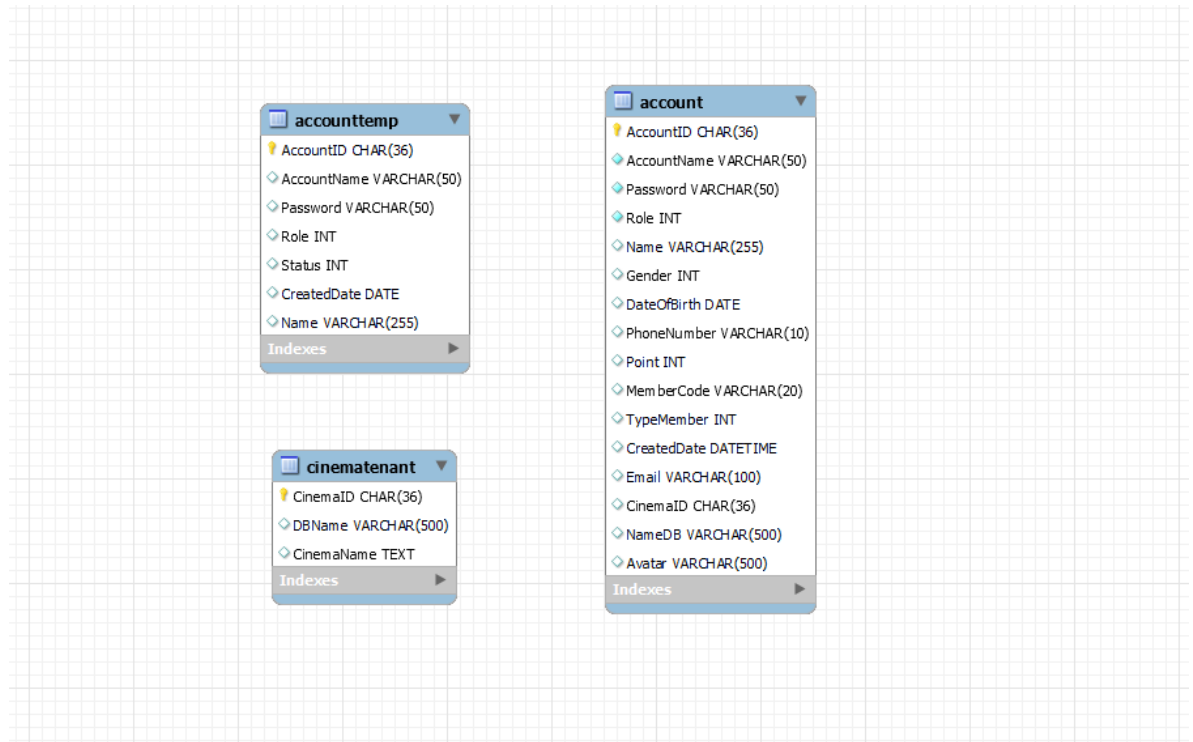 accounttemp
AccountID CHAR(36)
AccountName VARCHAR(50)
Password VARCHAR(50)
Role INT
Status INT
CreatedDate DATE
Name VARCHAR(255)
Indexes
cinematenant
CinemaID CHAR(36)
DBName VARCHAR(500)
CinemaName TEXT
Indexes
account
AccountID CHAR(36)
AccountName VARCHAR(50)
Password VARCHAR(50)
Role INT
Name VARCHAR(255)
Gender INT
DateOfBirth DATE
PhoneNumber VARCHAR(10)
Point INT
MemberCode VARCHAR(20)
TypeMember INT
CreatedDate DATETIME
Email VARCHAR(100)
CinemaID CHAR(36)
NameDB VARCHAR(500)
Avatar VARCHAR(500)
Indexes